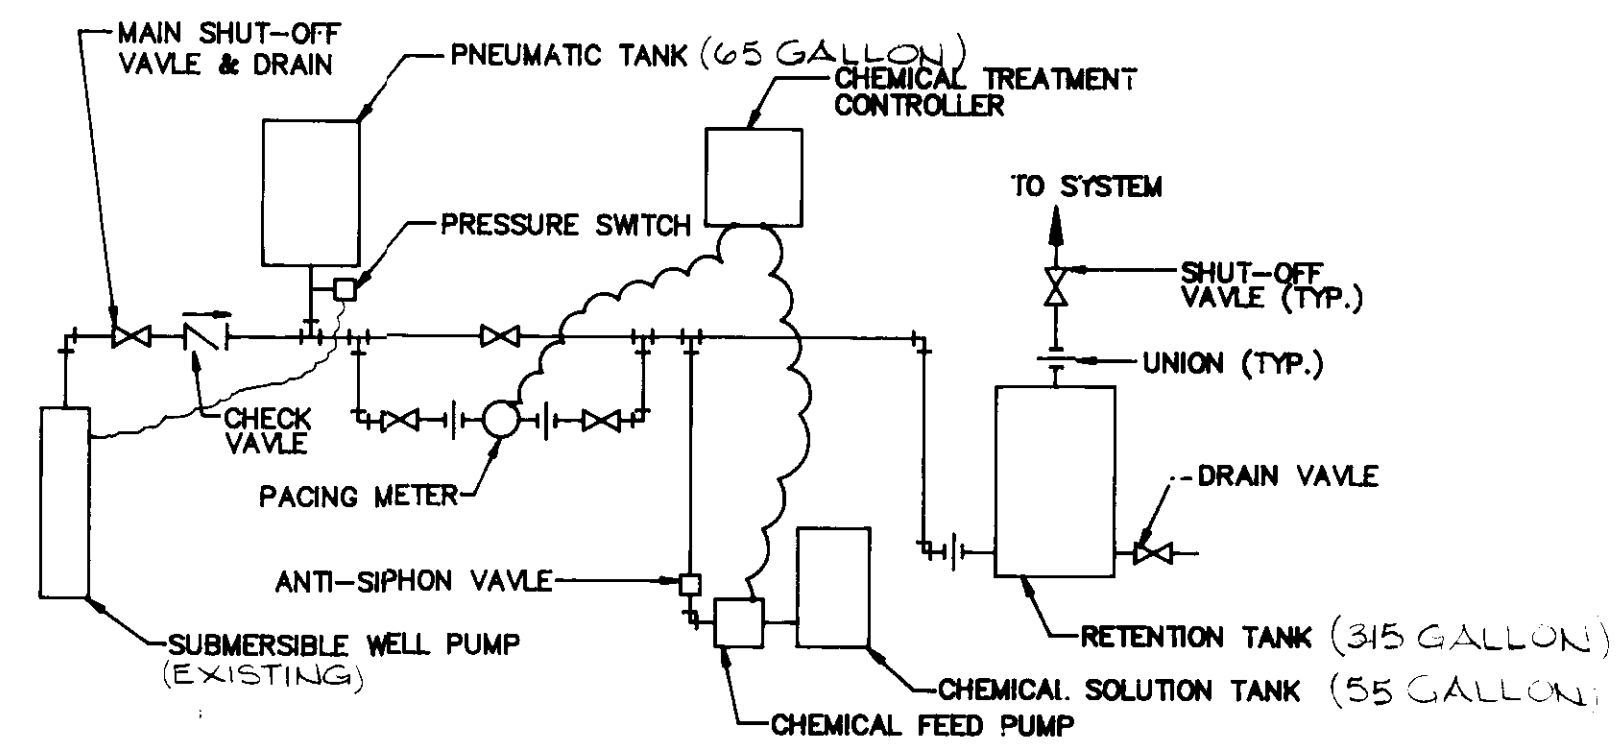 MAIN SHUT-OFF
VAVLE & DRAIN
PNEUMATIC TANK (65 GALLON)
CHEMICAL TREATMENT
CONTROLLER
TO SYSTEM
PRESSURE SWITCH
SHUT-OFF
VAVLE (TYP.)
UNION (TYP.)
CHECK
VAVLE
PACING METER
DRAIN VAVLE
ANTI-SIPHON VAVLE
SUBMERSIBLE WELL PUMP
(EXISTING)
RETENTION TANK (315 GALLON)
CHEMICAL SOLUTION TANK (55 GALLON)
CHEMICAL FEED PUMP